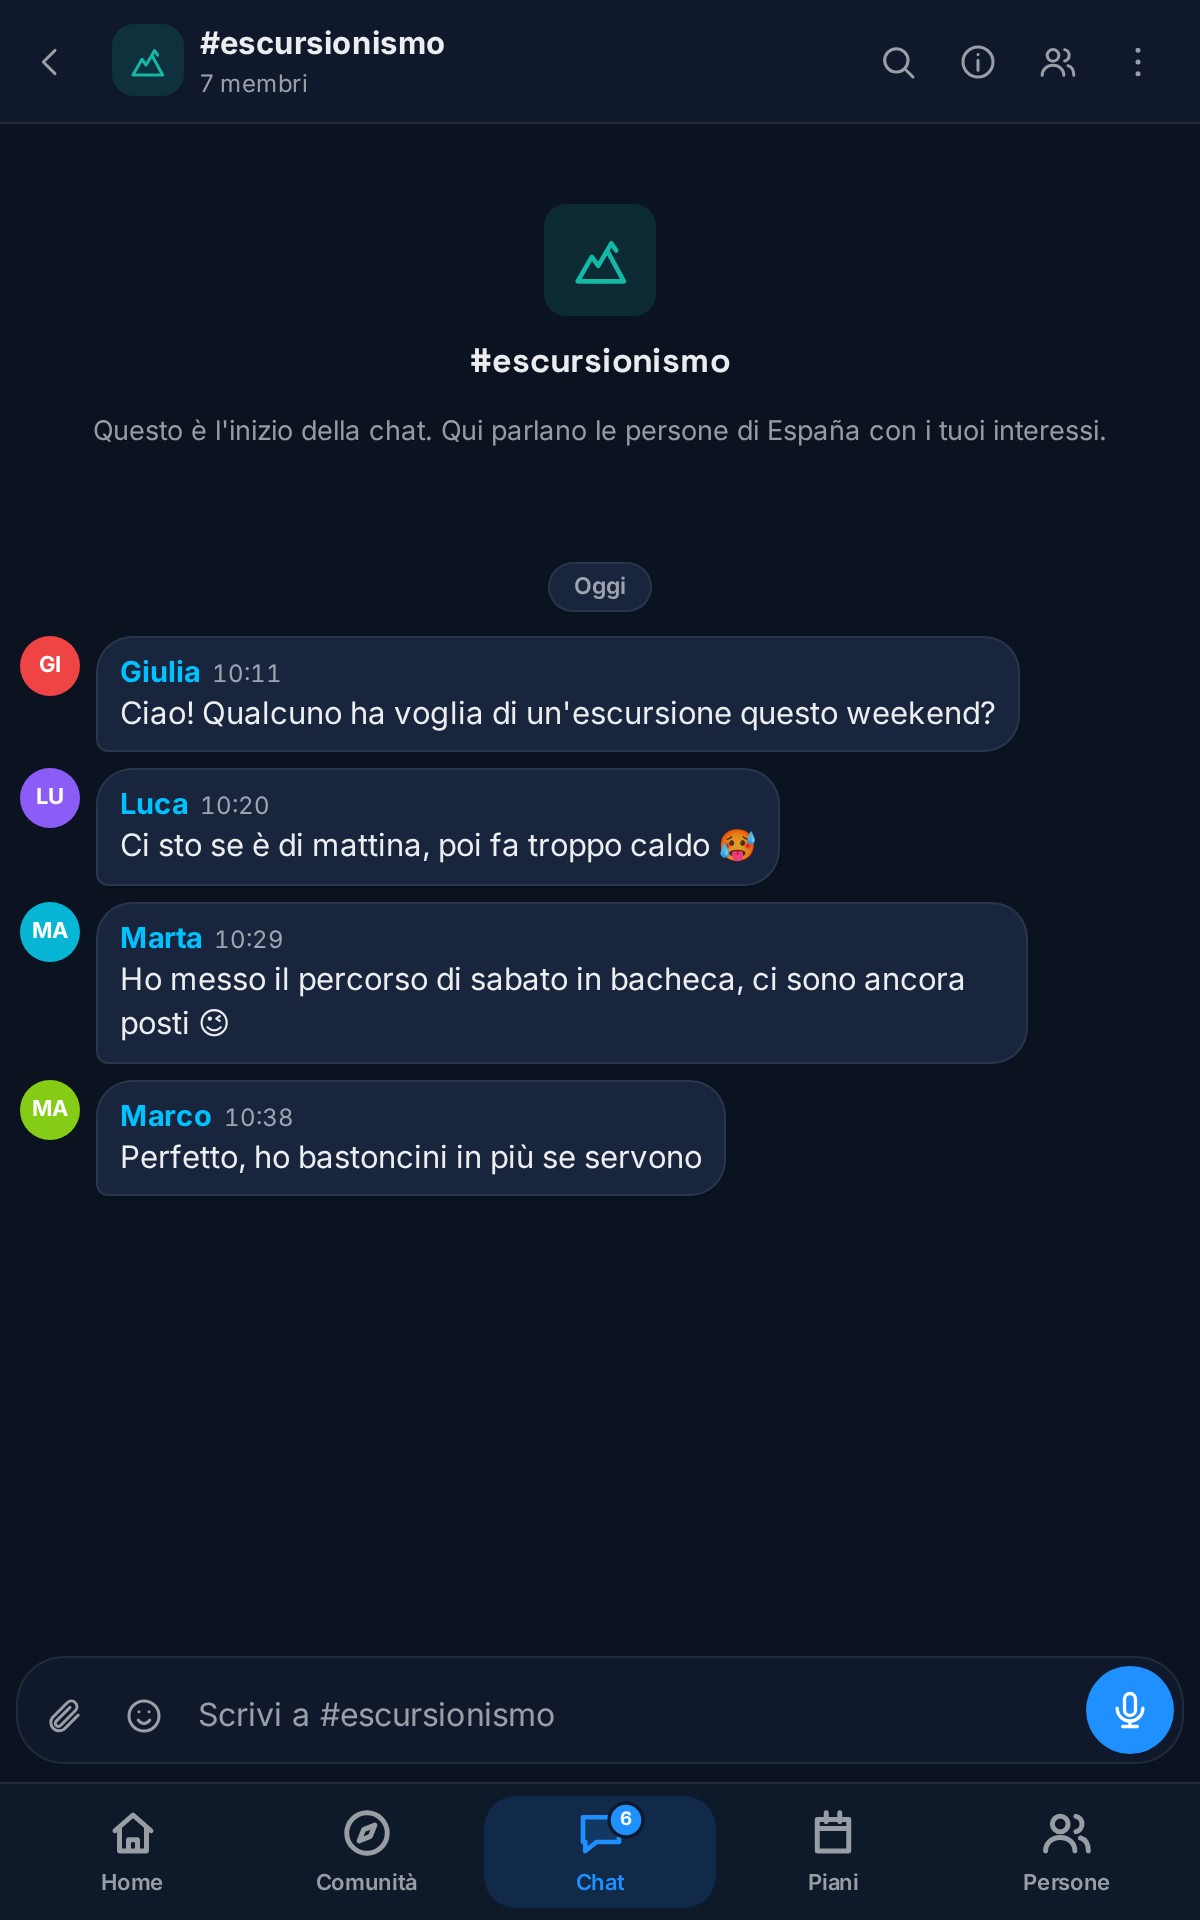 #escursionismo
7 membri
#escursionismo
Questo è l'inizio della chat. Qui parlano le persone di España con i tuoi interessi.
Oggi
GI
Giulia 10:11
Ciao! Qualcuno ha voglia di un'escursione questo weekend?
LU
Luca 10:20
Ci sto se è di mattina, poi fa troppo caldo 🥵
MA
Marta 10:29
Ho messo il percorso di sabato in bacheca, ci sono ancora
posti 😉
MA
Marco 10:38
Perfetto, ho bastoncini in più se servono
Scrivi a #escursionismo
6
Home
Comunità
Chat
Piani
Persone